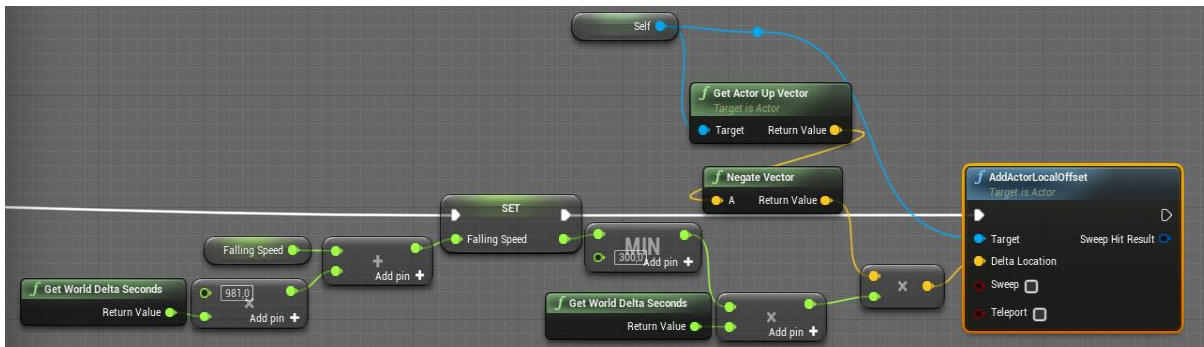 Self
f Get Actor Up Vector
Target is Actor
Target Return Value
f Negate Vector
A Return Value
f AddActorLocalOffset
Target is Actor
Target Sweep Hit Result
Delta Location
Sweep
Teleport
SET
Falling Speed
MIN
300,0
Add pin +
Falling Speed
+
Add pin +
f Get World Delta Seconds
Return Value
981,0
×
Add pin +
f Get World Delta Seconds
Return Value
×
Add pin +
×